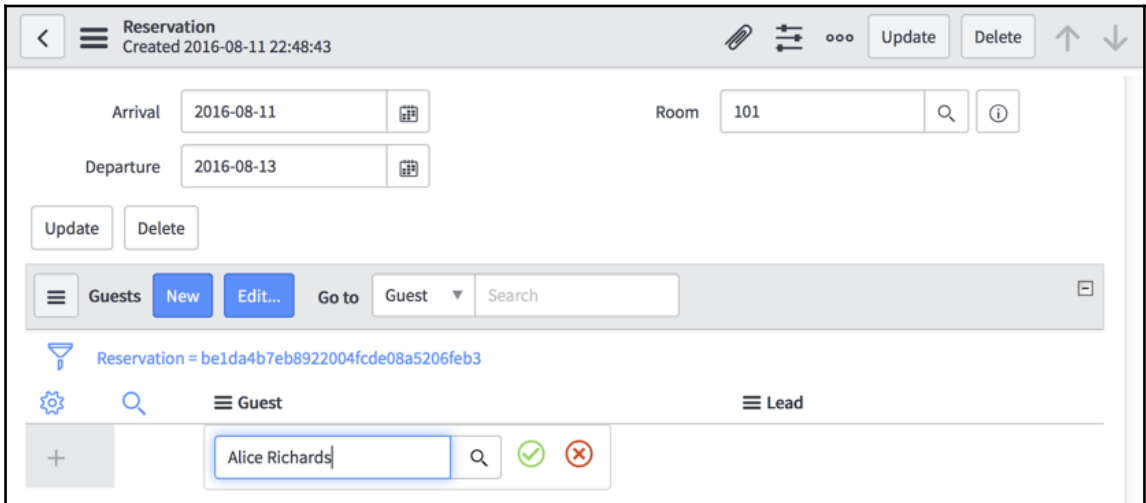 Reservation
Created 2016-08-11 22:48:43
Update Delete
Arrival 2016-08-11 Room 101
Departure 2016-08-13
Update Delete
Guests New Edit... Go to Guest Search
Reservation = be1da4b7eb8922004fcde08a5206feb3
Guest Lead
Alice Richards